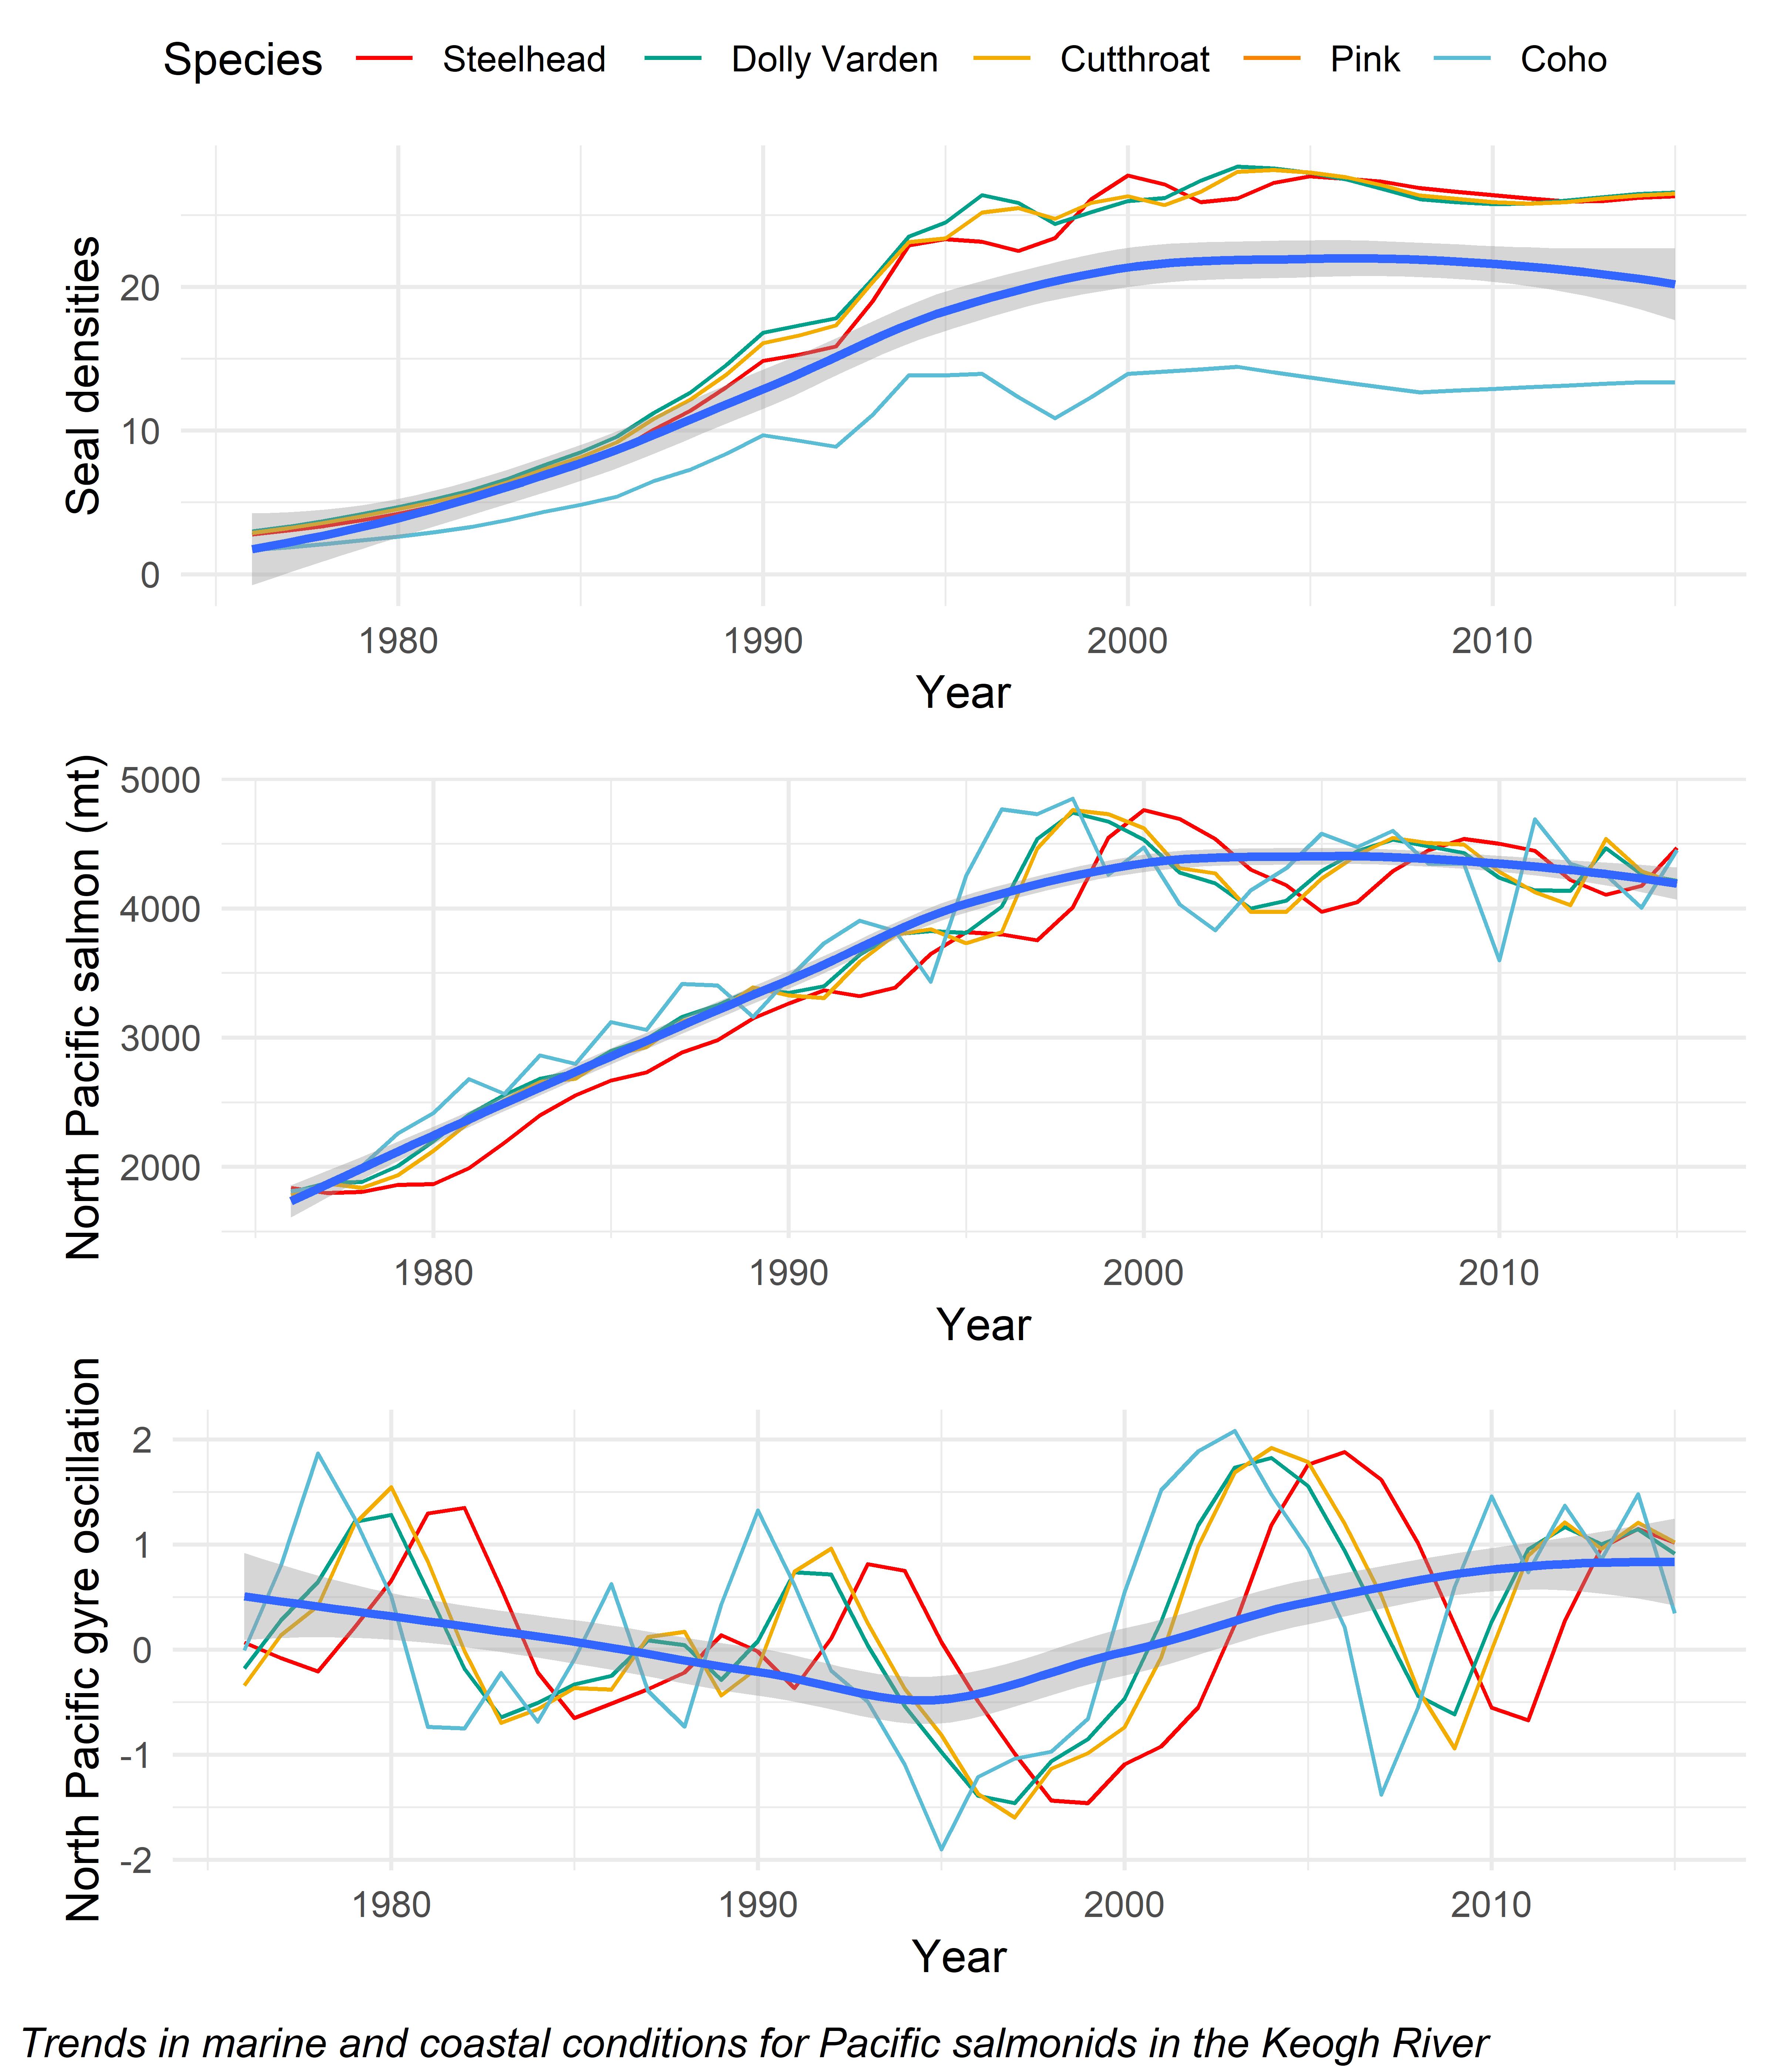 Species Steelhead Dolly Varden Cutthroat Pink Coho
Seal densities
20
10
0
1980 1990 2000 2010
Year
North Pacific salmon (mt)
5000
4000
3000
2000
1980 1990 2000 2010
Year
North Pacific gyre oscillation
2
1
0
-1
-2
1980 1990 2000 2010
Year
Trends in marine and coastal conditions for Pacific salmonids in the Keogh River